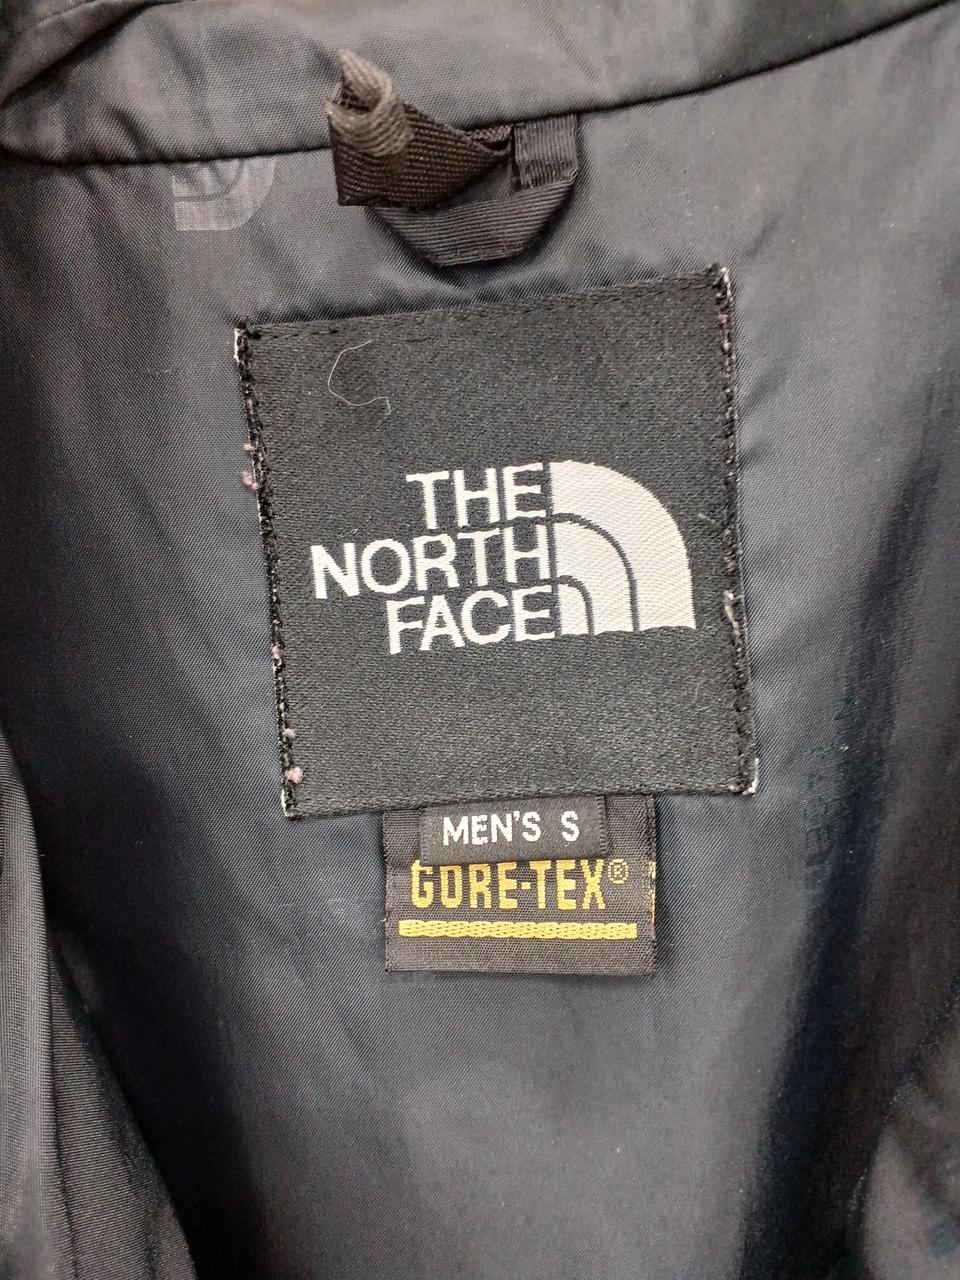 THE
NORTH
FACE
MEN'S S
GORE-TEX®